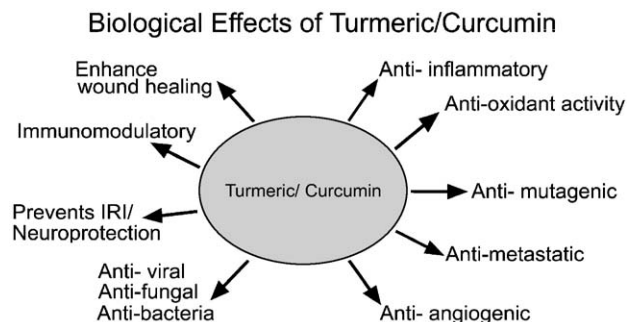 Biological Effects of Turmeric/Curcumin
Enhance
wound healing
Anti- inflammatory
Anti-oxidant activity
Immunomodulatory
Turmeric/ Curcumin
Anti- mutagenic
Prevents IRI/
Neuroprotection
Anti-metastatic
Anti- viral
Anti-fungal
Anti-bacteria
Anti- angiogenic